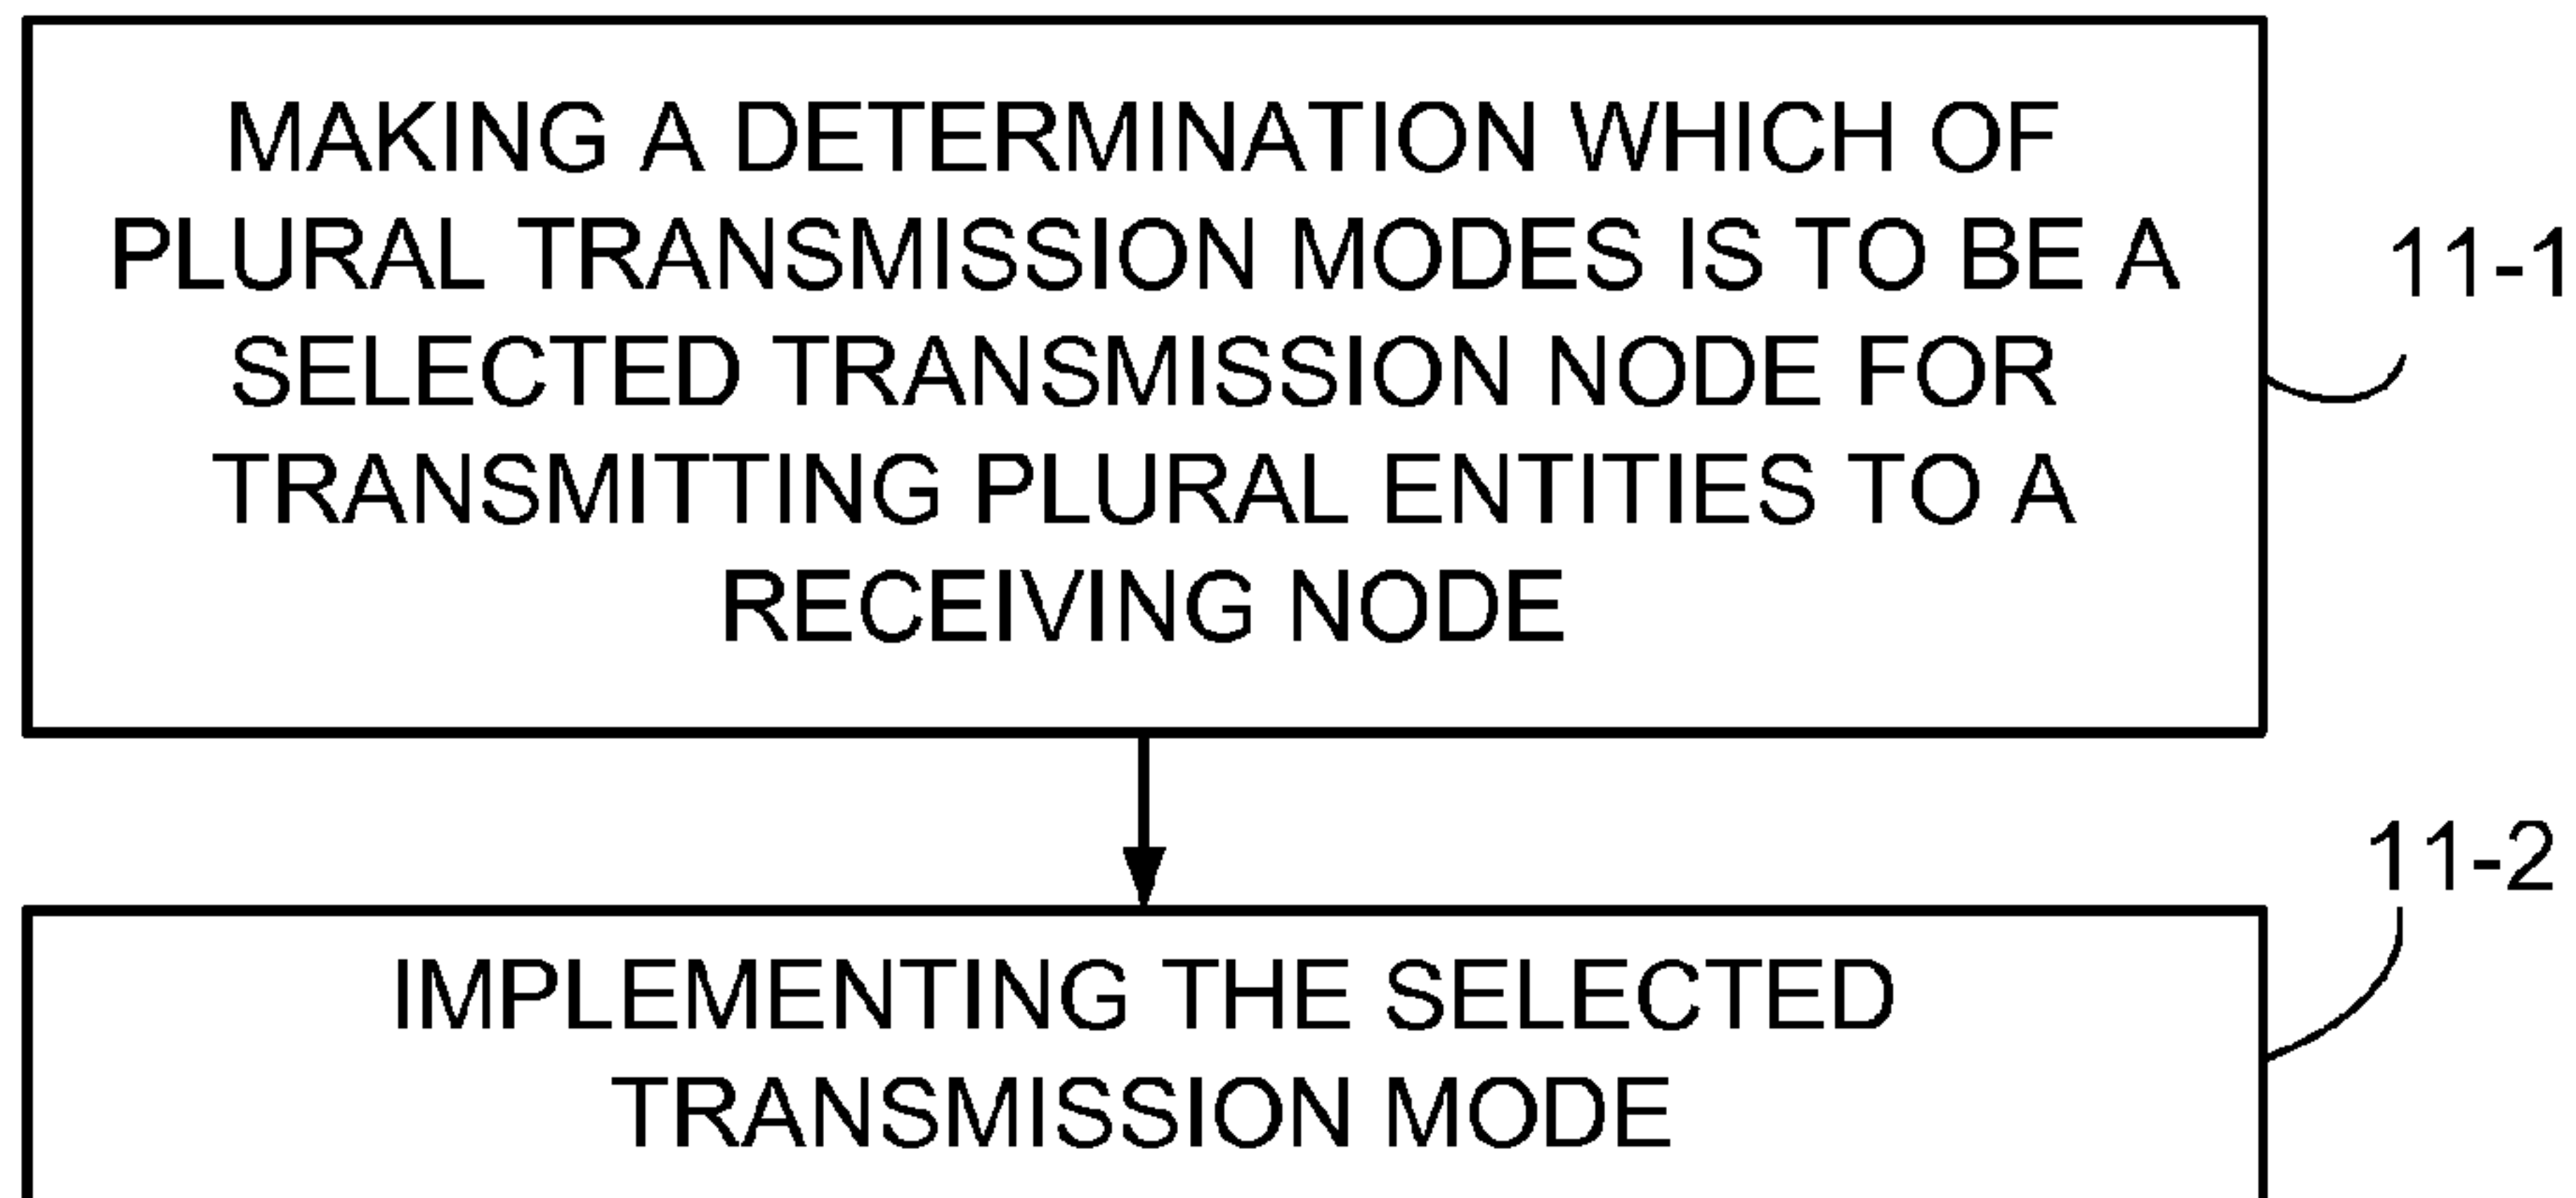 MAKING A DETERMINATION WHICH OF
PLURAL TRANSMISSION MODES IS TO BE A
SELECTED TRANSMISSION NODE FOR
TRANSMITTING PLURAL ENTITIES TO A
RECEIVING NODE
11-1
11-2
IMPLEMENTING THE SELECTED
TRANSMISSION MODE